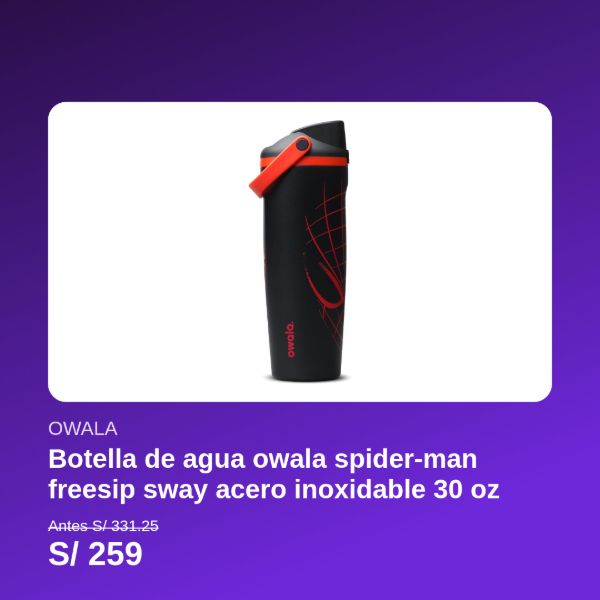 owala.
OWALA
Botella de agua owala spider-man
freesip sway acero inoxidable 30 oz
Antes S/ 331.25
S/ 259